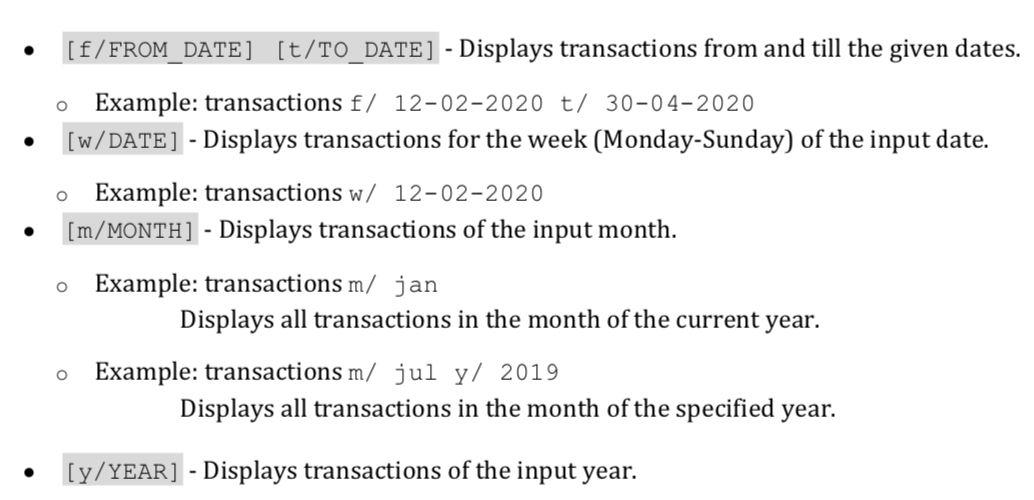 • [f/FROM_DATE] [t/TO_DATE] - Displays transactions from and till the given dates.
○ Example: transactions f/ 12-02-2020 t/ 30-04-2020
• [w/DATE] - Displays transactions for the week (Monday-Sunday) of the input date.
○ Example: transactions w/ 12-02-2020
• [m/MONTH] - Displays transactions of the input month.
○ Example: transactions m/ jan
Displays all transactions in the month of the current year.
○ Example: transactions m/ jul y/ 2019
Displays all transactions in the month of the specified year.
• [y/YEAR] - Displays transactions of the input year.